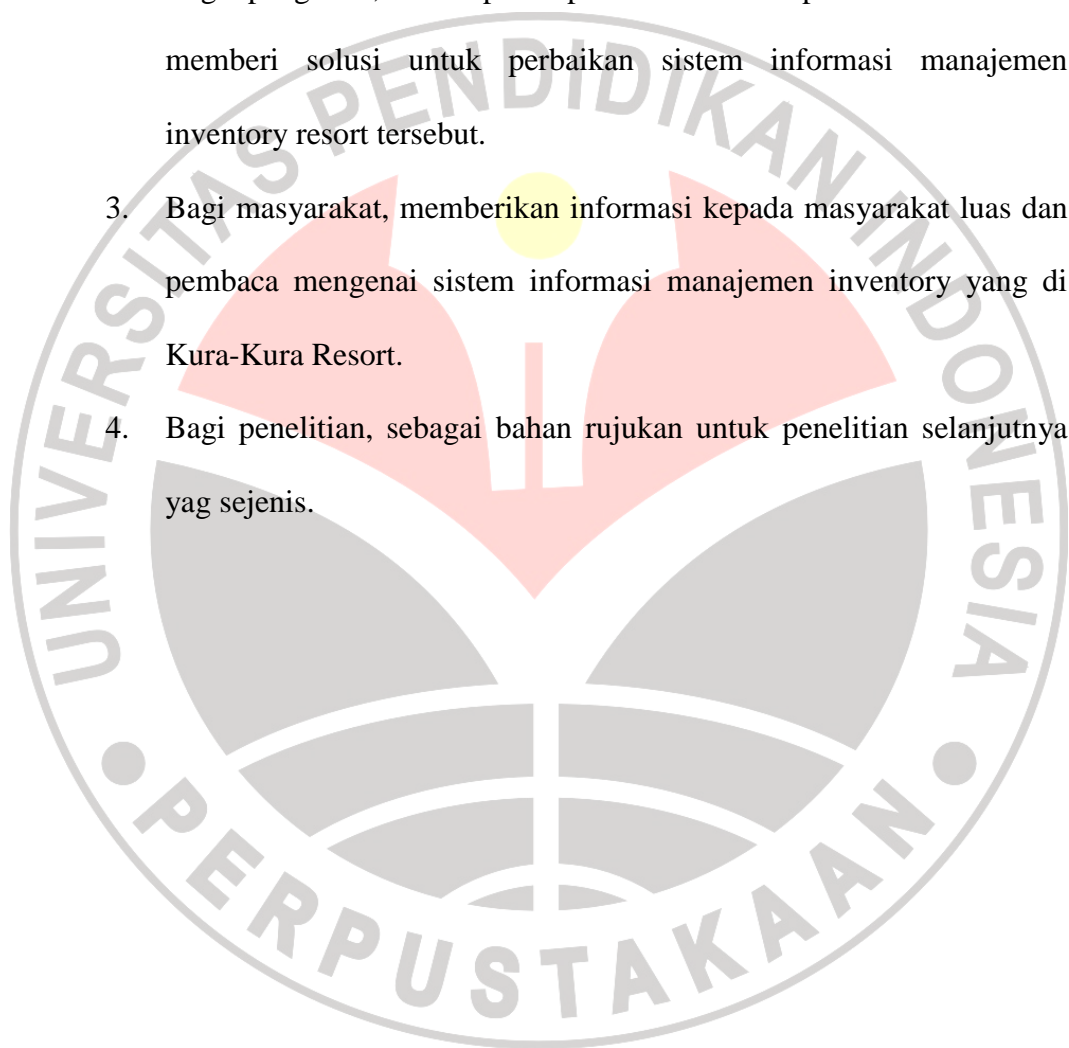 memberi solusi untuk perbaikan sistem informasi manajemen
inventory resort tersebut.
3. Bagi masyarakat, memberikan informasi kepada masyarakat luas dan
pembaca mengenai sistem informasi manajemen inventory yang di
Kura-Kura Resort.
4. Bagi penelitian, sebagai bahan rujukan untuk penelitian selanjutnya
yag sejenis.
UNIVERSITAS PENDIDIKAN INDONESIA
PERPUSTAKAAN